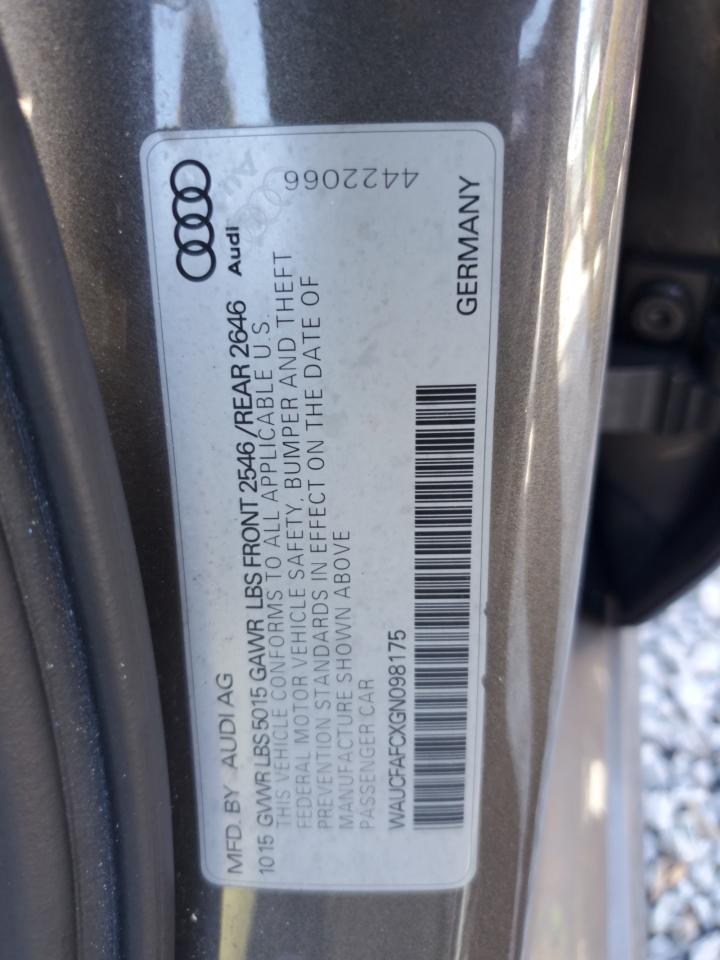 MFD. BY AUDI AG
1015 GVWR LBS 5015 GAWR LBS FRONT 2546/REAR 2646
THIS VEHICLE CONFORMS TO ALL APPLICABLE U.S.
FEDERAL MOTOR VEHICLE SAFETY, BUMPER AND THEFT
PREVENTION STANDARDS IN EFFECT ON THE DATE OF
MANUFACTURE SHOWN ABOVE
PASSENGER CAR
WAUCFAFCXGN098175
Audi
GERMANY
4422066